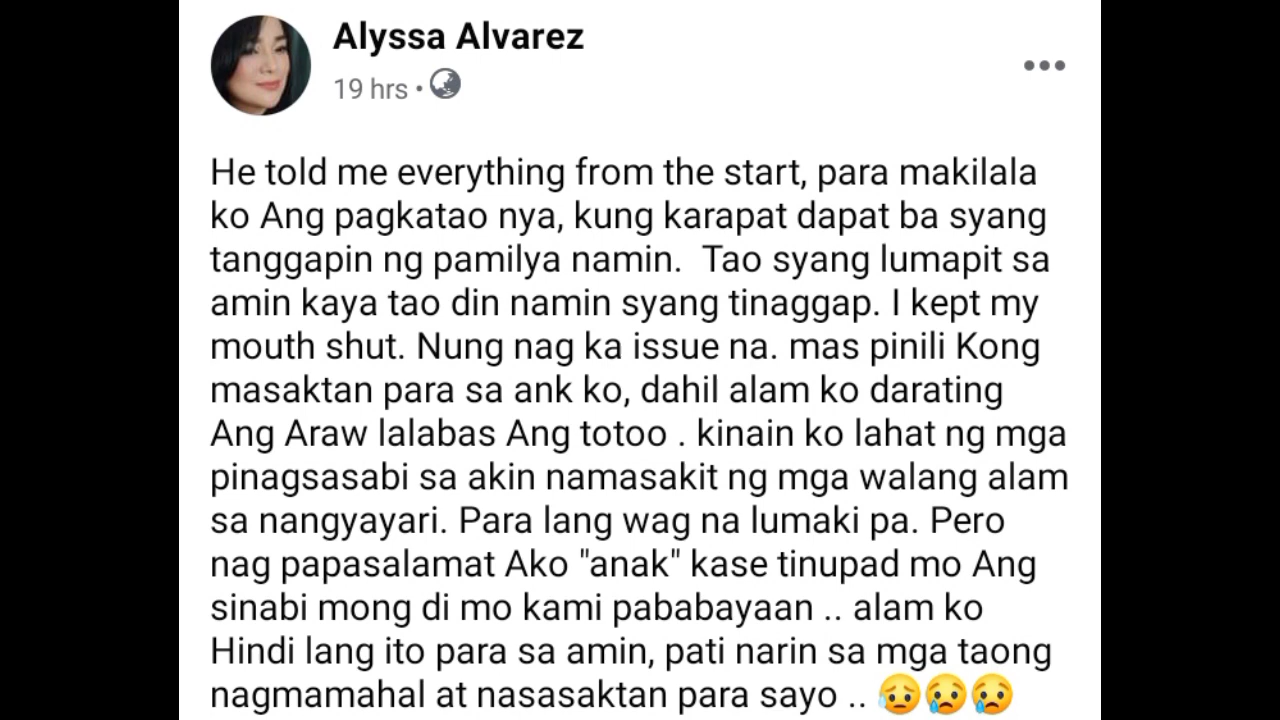 Alyssa Alvarez
19 hrs •
He told me everything from the start, para makilala
ko Ang pagkatao nya, kung karapat dapat ba syang
tanggapin ng pamilya namin. Tao syang lumapit sa
amin kaya tao din namin syang tinaggap. I kept my
mouth shut. Nung nag ka issue na. mas pinili Kong
masaktan para sa ank ko, dahil alam ko darating
Ang Araw lalabas Ang totoo . kinain ko lahat ng mga
pinagsasabi sa akin namasakit ng mga walang alam
sa nangyayari. Para lang wag na lumaki pa. Pero
nag papasalamat Ako "anak" kase tinupad mo Ang
sinabi mong di mo kami pababayaan .. alam ko
Hindi lang ito para sa amin, pati narin sa mga taong
nagmamahal at nasasaktan para sayo .. 😥😢😢